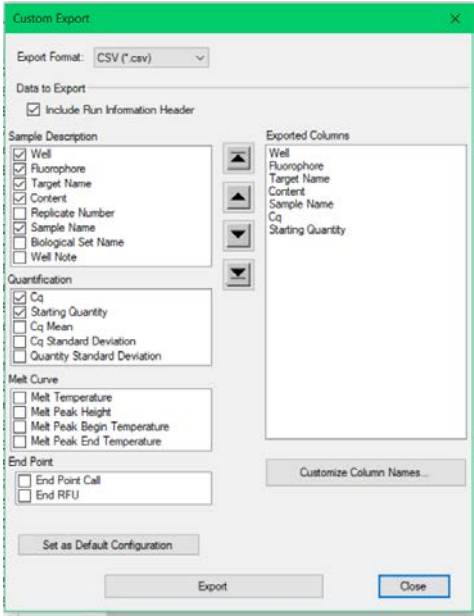 Custom Export
Export Format: CSV (*.csv)
Data to Export
Include Run Information Header
Sample Description
Well
Fluorophore
Target Name
Content
Replicate Number
Sample Name
Biological Set Name
Well Note
Quantification
Cq
Starting Quantity
Cq Mean
Cq Standard Deviation
Quantity Standard Deviation
Melt Curve
Melt Temperature
Melt Peak Height
Melt Peak Begin Temperature
Melt Peak End Temperature
End Point
End Point Call
End RFU
Exported Columns
Well
Fluorophore
Target Name
Content
Sample Name
Cq
Starting Quantity
Customize Column Names...
Set as Default Configuration
Export
Close